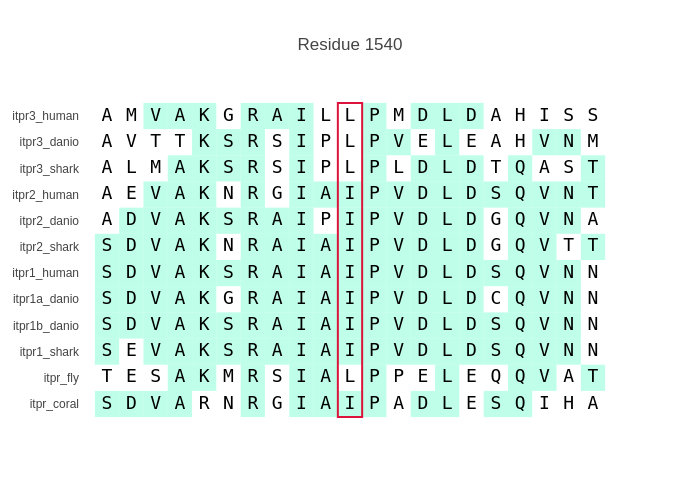 Residue 1540
itpr3_human A M V A K G R A I L L P M D L D A H I S S
itpr3_danio A V T T K S R S I P L P V E L E A H V N M
itpr3_shark A L M A K S R S I P L P L D L D T Q A S T
itpr2_human A E V A K N R G I A I P V D L D S Q V N T
itpr2_danio A D V A K S R A I P I P V D L D G Q V N A
itpr2_shark S D V A K N R A I A I P V D L D G Q V T T
itpr1_human S D V A K S R A I A I P V D L D S Q V N N
itpr1a_danio S D V A K G R A I A I P V D L D C Q V N N
itpr1b_danio S D V A K S R A I A I P V D L D S Q V N N
itpr1_shark S E V A K S R A I A I P V D L D S Q V N N
itpr_fly T E S A K M R S I A L P P E L E Q Q V A T
itpr_coral S D V A R N R G I A I P A D L E S Q I H A